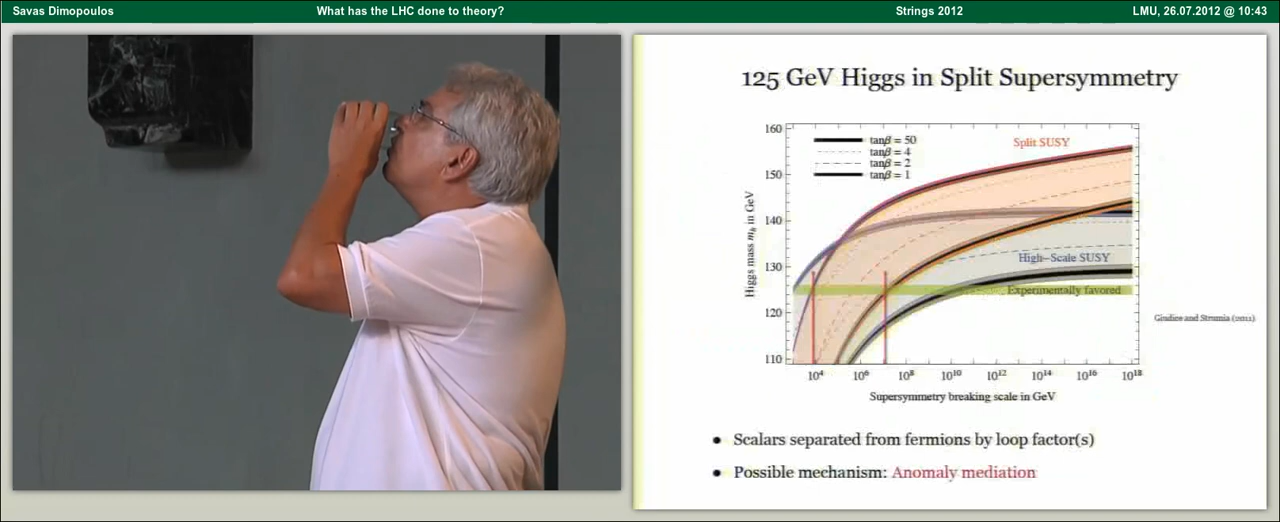 Savas Dimopoulos What has the LHC done to theory? Strings 2012 LMU, 26.07.2012 @ 10:43
125 GeV Higgs in Split Supersymmetry
160
150
140
130
120
110
Higgs mass mh in GeV
tanβ = 50
tanβ = 4
tanβ = 2
tanβ = 1
Split SUSY
High–Scale SUSY
Experimentally favored
Giudice and Strumia (2011)
10⁴ 10⁶ 10⁸ 10¹⁰ 10¹² 10¹⁴ 10¹⁶ 10¹⁸
Supersymmetry breaking scale in GeV
• Scalars separated from fermions by loop factor(s)
• Possible mechanism: Anomaly mediation